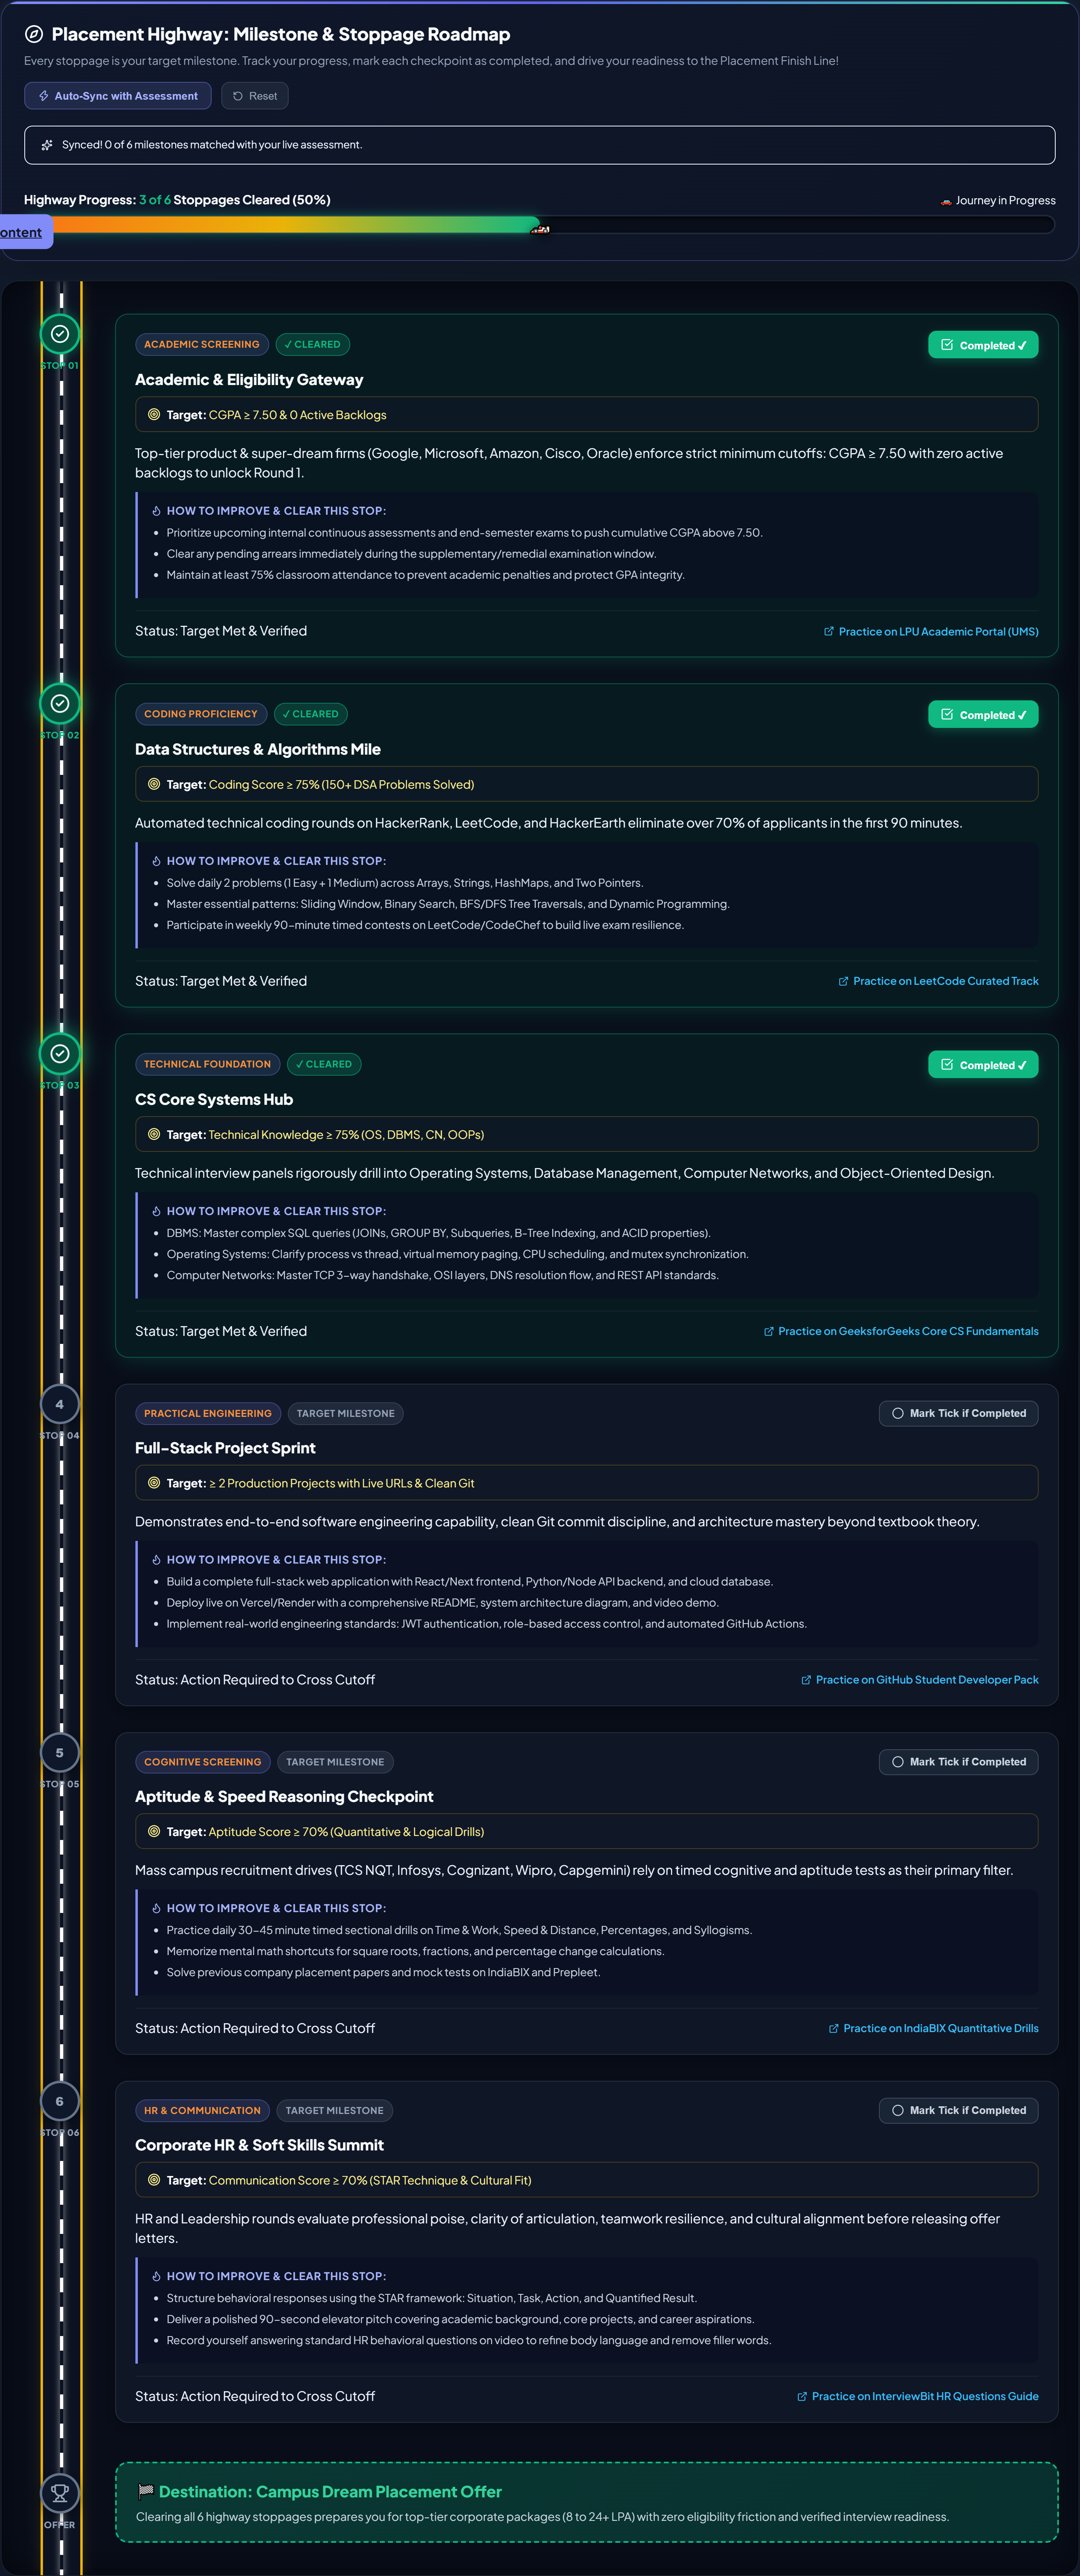 Placement Highway: Milestone & Stoppage Roadmap
Every stoppage is your target milestone. Track your progress, mark each checkpoint as completed, and drive your readiness to the Placement Finish Line!
Auto-Sync with Assessment
Reset
Synced! 0 of 6 milestones matched with your live assessment.
Highway Progress: 3 of 6 Stoppages Cleared (50%)
🚗 Journey in Progress
ontent
STOP 01
ACADEMIC SCREENING
✓ CLEARED
Completed ✓
Academic & Eligibility Gateway
Target: CGPA ≥ 7.50 & 0 Active Backlogs
Top-tier product & super-dream firms (Google, Microsoft, Amazon, Cisco, Oracle) enforce strict minimum cutoffs: CGPA ≥ 7.50 with zero active
backlogs to unlock Round 1.
HOW TO IMPROVE & CLEAR THIS STOP:
• Prioritize upcoming internal continuous assessments and end-semester exams to push cumulative CGPA above 7.50.
• Clear any pending arrears immediately during the supplementary/remedial examination window.
• Maintain at least 75% classroom attendance to prevent academic penalties and protect GPA integrity.
Status: Target Met & Verified
Practice on LPU Academic Portal (UMS)
STOP 02
CODING PROFICIENCY
✓ CLEARED
Completed ✓
Data Structures & Algorithms Mile
Target: Coding Score ≥ 75% (150+ DSA Problems Solved)
Automated technical coding rounds on HackerRank, LeetCode, and HackerEarth eliminate over 70% of applicants in the first 90 minutes.
HOW TO IMPROVE & CLEAR THIS STOP:
• Solve daily 2 problems (1 Easy + 1 Medium) across Arrays, Strings, HashMaps, and Two Pointers.
• Master essential patterns: Sliding Window, Binary Search, BFS/DFS Tree Traversals, and Dynamic Programming.
• Participate in weekly 90-minute timed contests on LeetCode/CodeChef to build live exam resilience.
Status: Target Met & Verified
Practice on LeetCode Curated Track
STOP 03
TECHNICAL FOUNDATION
✓ CLEARED
Completed ✓
CS Core Systems Hub
Target: Technical Knowledge ≥ 75% (OS, DBMS, CN, OOPs)
Technical interview panels rigorously drill into Operating Systems, Database Management, Computer Networks, and Object-Oriented Design.
HOW TO IMPROVE & CLEAR THIS STOP:
• DBMS: Master complex SQL queries (JOINs, GROUP BY, Subqueries, B-Tree Indexing, and ACID properties).
• Operating Systems: Clarify process vs thread, virtual memory paging, CPU scheduling, and mutex synchronization.
• Computer Networks: Master TCP 3-way handshake, OSI layers, DNS resolution flow, and REST API standards.
Status: Target Met & Verified
Practice on GeeksforGeeks Core CS Fundamentals
4
STOP 04
PRACTICAL ENGINEERING
TARGET MILESTONE
Mark Tick if Completed
Full-Stack Project Sprint
Target: ≥ 2 Production Projects with Live URLs & Clean Git
Demonstrates end-to-end software engineering capability, clean Git commit discipline, and architecture mastery beyond textbook theory.
HOW TO IMPROVE & CLEAR THIS STOP:
• Build a complete full-stack web application with React/Next frontend, Python/Node API backend, and cloud database.
• Deploy live on Vercel/Render with a comprehensive README, system architecture diagram, and video demo.
• Implement real-world engineering standards: JWT authentication, role-based access control, and automated GitHub Actions.
Status: Action Required to Cross Cutoff
Practice on GitHub Student Developer Pack
5
STOP 05
COGNITIVE SCREENING
TARGET MILESTONE
Mark Tick if Completed
Aptitude & Speed Reasoning Checkpoint
Target: Aptitude Score ≥ 70% (Quantitative & Logical Drills)
Mass campus recruitment drives (TCS NQT, Infosys, Cognizant, Wipro, Capgemini) rely on timed cognitive and aptitude tests as their primary filter.
HOW TO IMPROVE & CLEAR THIS STOP:
• Practice daily 30-45 minute timed sectional drills on Time & Work, Speed & Distance, Percentages, and Syllogisms.
• Memorize mental math shortcuts for square roots, fractions, and percentage change calculations.
• Solve previous company placement papers and mock tests on IndiaBIX and Prepleet.
Status: Action Required to Cross Cutoff
Practice on IndiaBIX Quantitative Drills
6
STOP 06
HR & COMMUNICATION
TARGET MILESTONE
Mark Tick if Completed
Corporate HR & Soft Skills Summit
Target: Communication Score ≥ 70% (STAR Technique & Cultural Fit)
HR and Leadership rounds evaluate professional poise, clarity of articulation, teamwork resilience, and cultural alignment before releasing offer
letters.
HOW TO IMPROVE & CLEAR THIS STOP:
• Structure behavioral responses using the STAR framework: Situation, Task, Action, and Quantified Result.
• Deliver a polished 90-second elevator pitch covering academic background, core projects, and career aspirations.
• Record yourself answering standard HR behavioral questions on video to refine body language and remove filler words.
Status: Action Required to Cross Cutoff
Practice on InterviewBit HR Questions Guide
OFFER
🏁 Destination: Campus Dream Placement Offer
Clearing all 6 highway stoppages prepares you for top-tier corporate packages (8 to 24+ LPA) with zero eligibility friction and verified interview readiness.